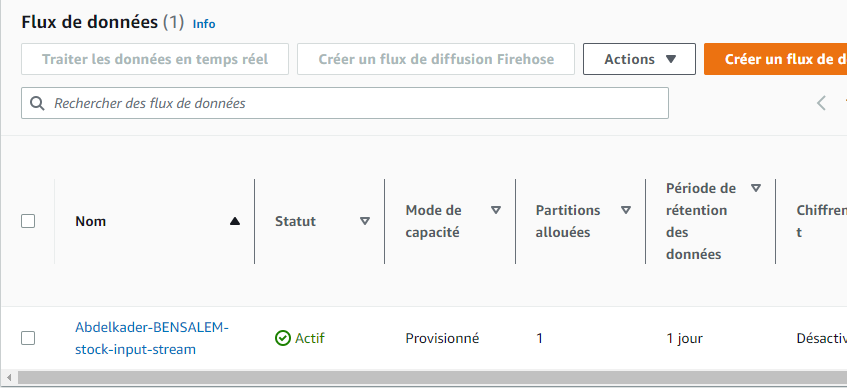 Flux de données (1) Info
Traiter les données en temps réel
Créer un flux de diffusion Firehose
Actions
Créer un flux de d
Rechercher des flux de données
Nom
Statut
Mode de
capacité
Partitions
allouées
Période de
rétention
des
données
Chiffren
t
Abdelkader-BENSALEM-
stock-input-stream
Actif
Provisionné
1
1 jour
Désactiv